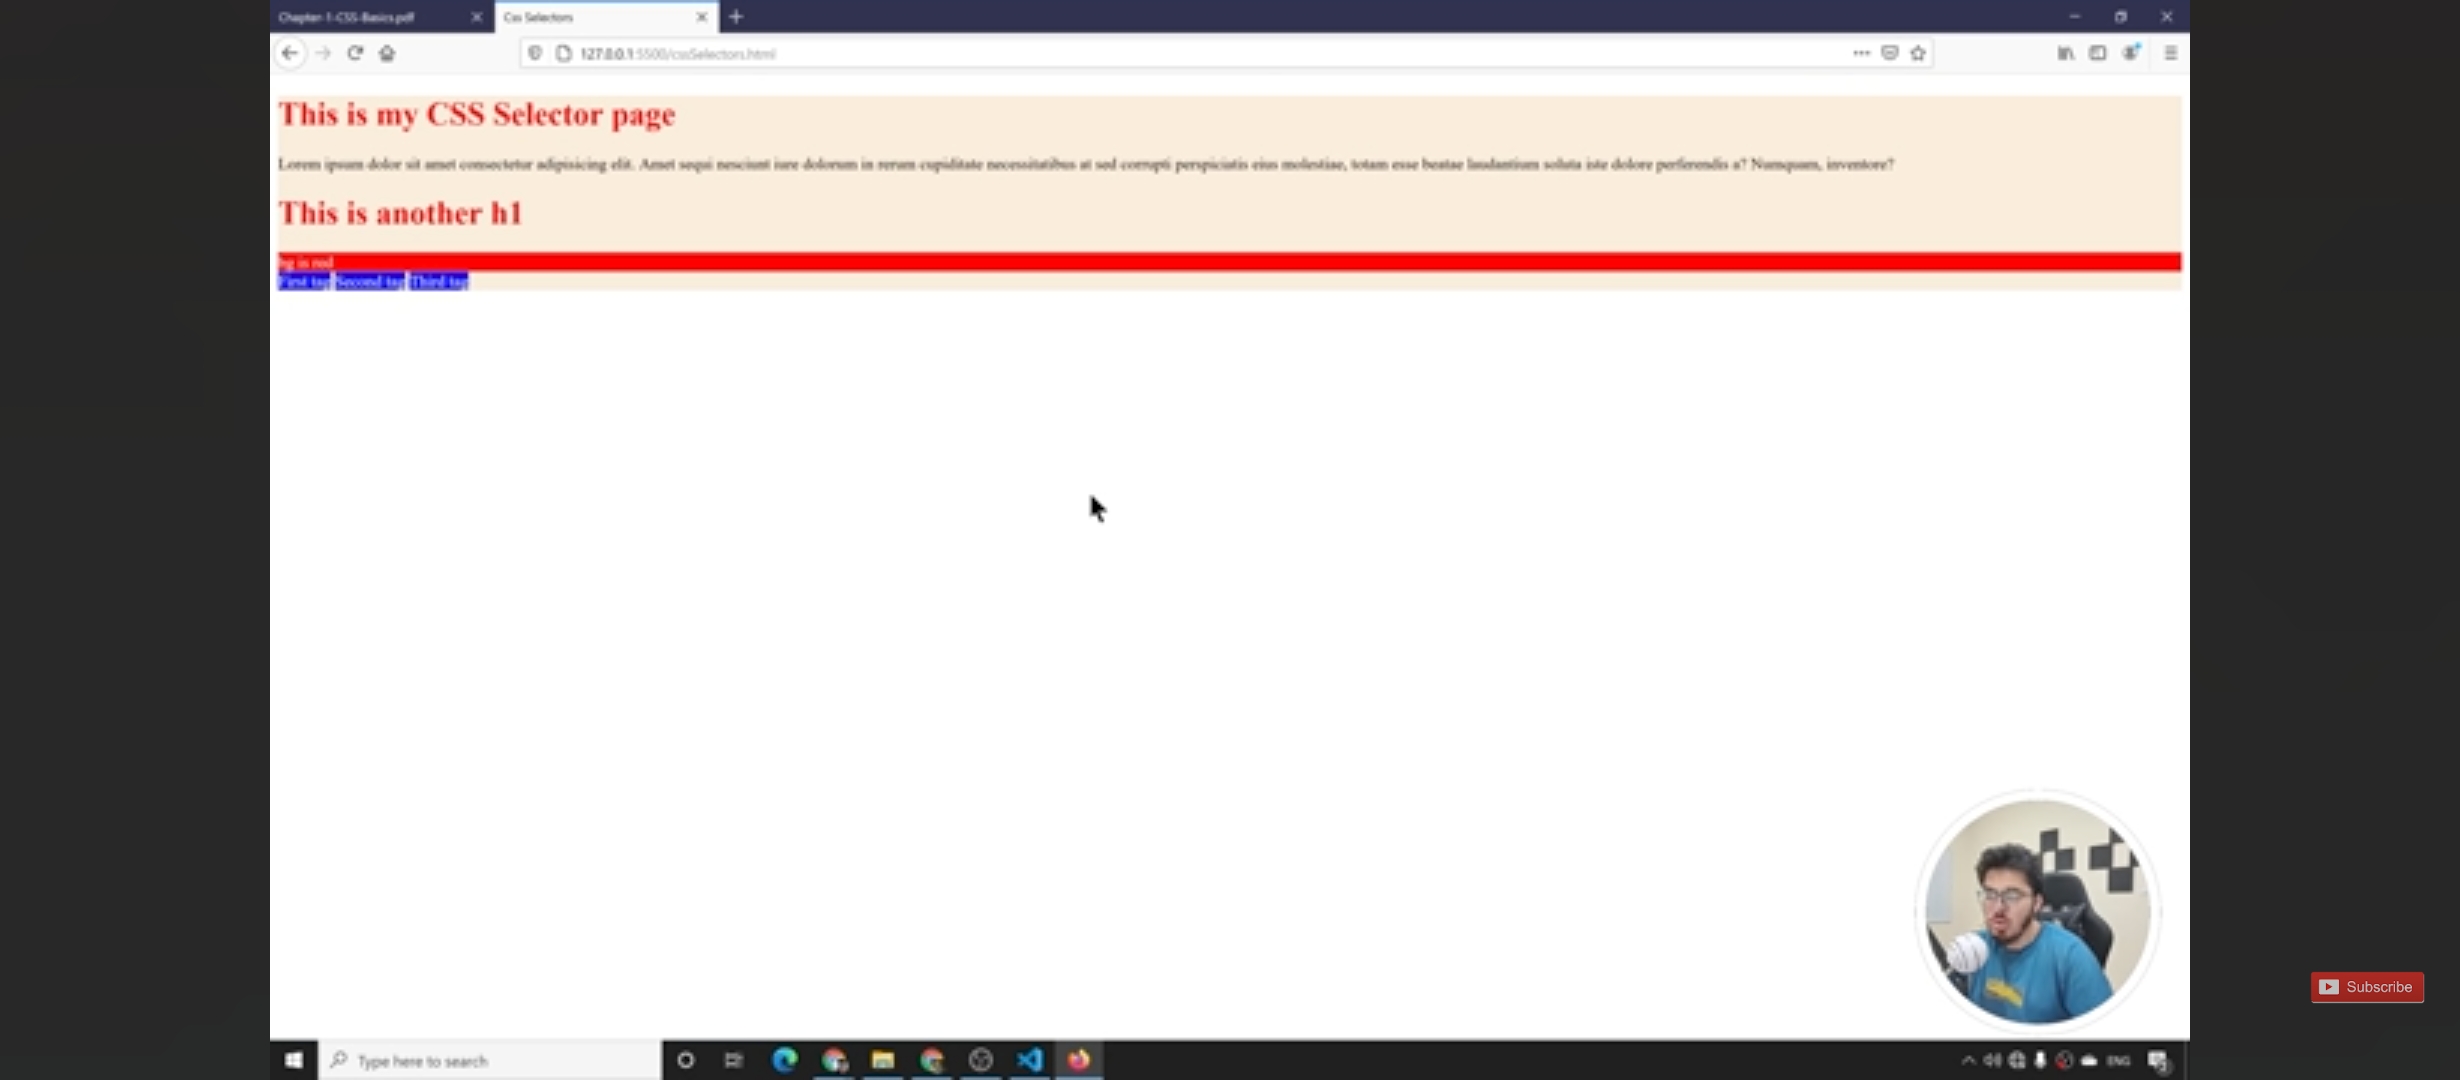 Chapter-1-CSS-Basics.pdf
Css Selectors
127.0.0.1:5500/cssSelectors.html
This is my CSS Selector page
Lorem ipsum dolor sit amet consectetur adipisicing elit. Amet sequi nesciunt iure dolorum in rerum cupiditate necessitatibus at sed corrupti perspiciatis eius molestiae, totam esse beatae laudantium soluta iste dolore perferendis a? Numquam, inventore?
This is another h1
bg is red
First tag Second tag Third tag
Subscribe
Type here to search
ENG